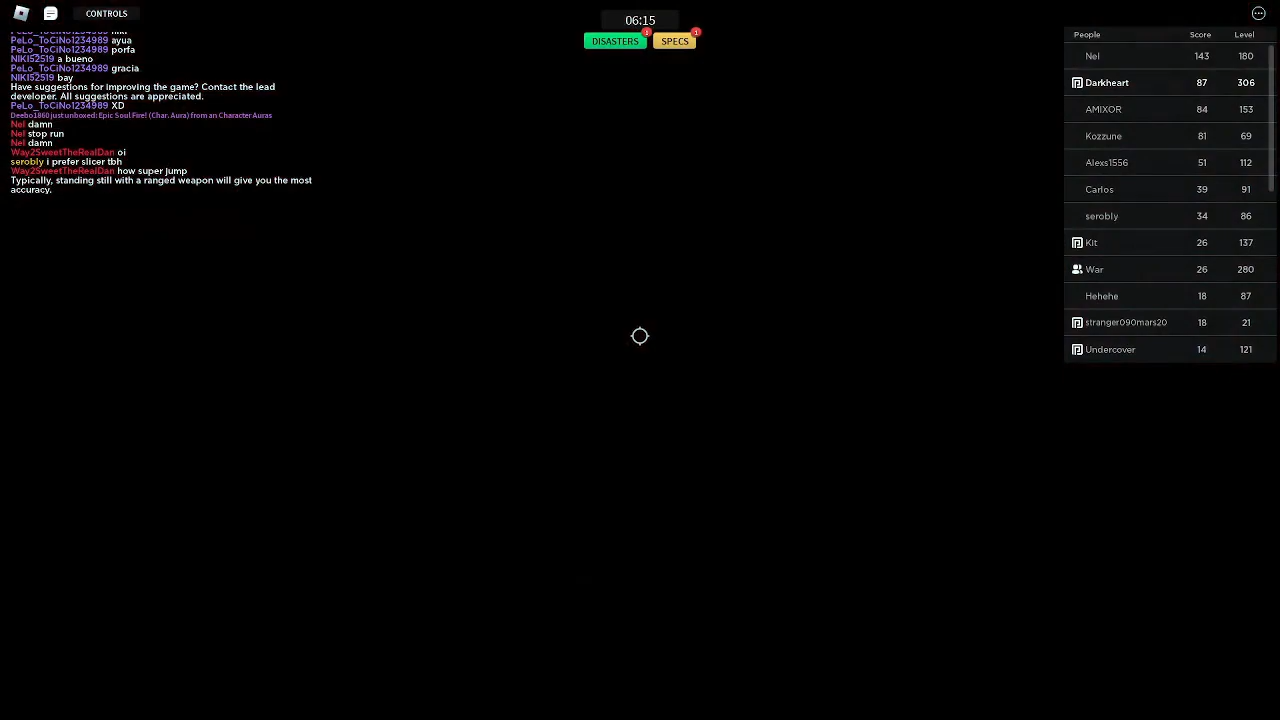 CONTROLS
06:15
DISASTERS 1
SPECS 1
PeLo_ToCiNo1234989 niki
PeLo_ToCiNo1234989 ayua
PeLo_ToCiNo1234989 porfa
NIKI52519 a bueno
PeLo_ToCiNo1234989 gracia
NIKI52519 bay
Have suggestions for improving the game? Contact the lead
developer. All suggestions are appreciated.
PeLo_ToCiNo1234989 XD
Deebo1860 just unboxed: Epic Soul Fire! (Char. Aura) from an Character Auras
Nel damn
Nel stop run
Nel damn
Way2SweetTheRealDan oi
serobly i prefer slicer tbh
Way2SweetTheRealDan how super jump
Typically, standing still with a ranged weapon will give you the most
accuracy.
People Score Level
Nel 143 180
Darkheart 87 306
AMIXOR 84 153
Kozzune 81 69
Alexs1556 51 112
Carlos 39 91
serobly 34 86
Kit 26 137
War 26 280
Hehehe 18 87
stranger090mars20 18 21
Undercover 14 121